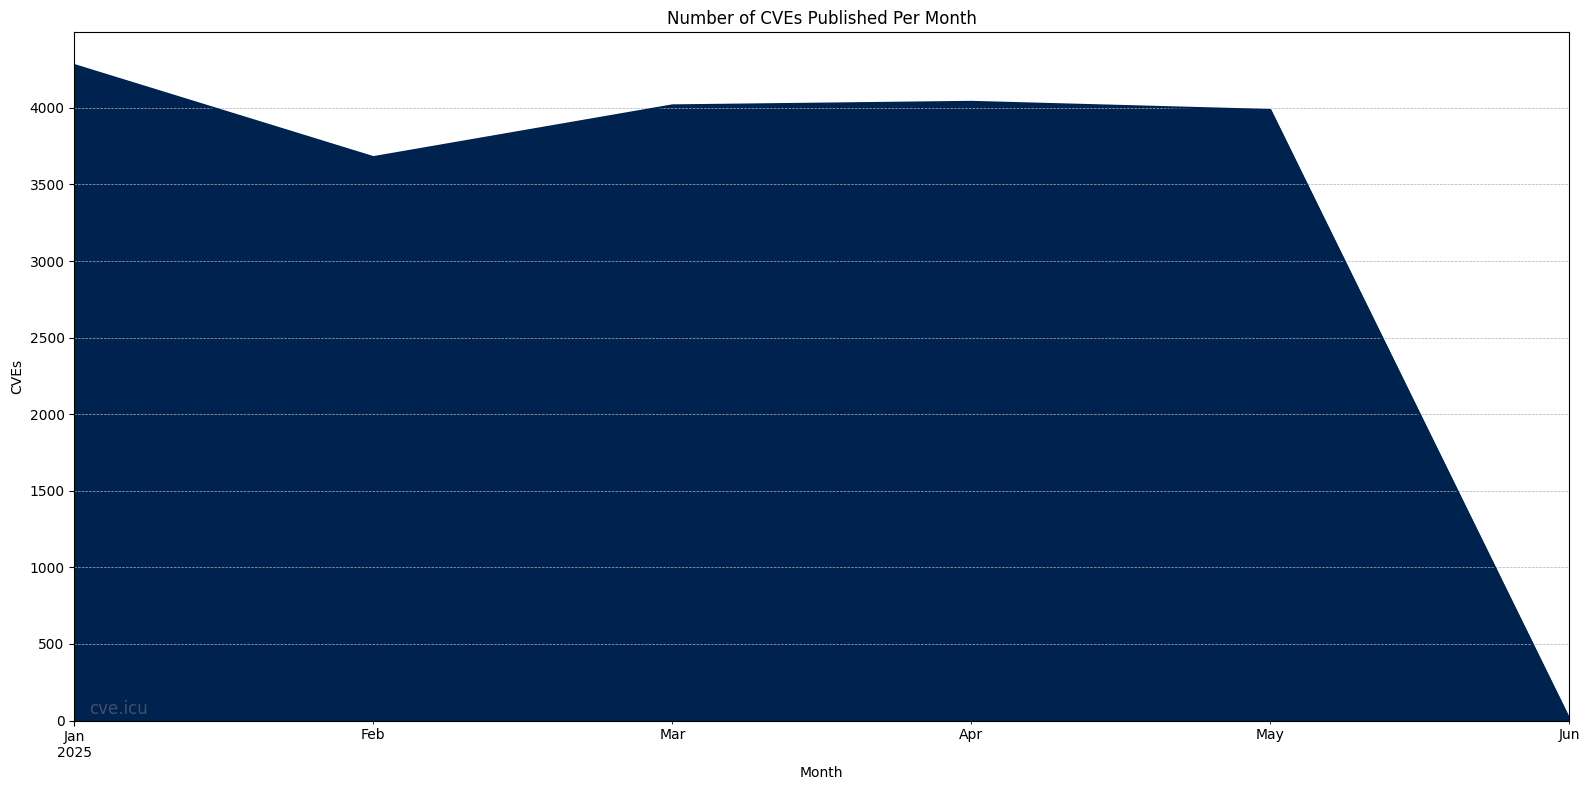 Number of CVEs Published Per Month
CVEs
4000
3500
3000
2500
2000
1500
1000
500
0
cve.icu
Jan
2025
Feb
Mar
Apr
May
Jun
Month